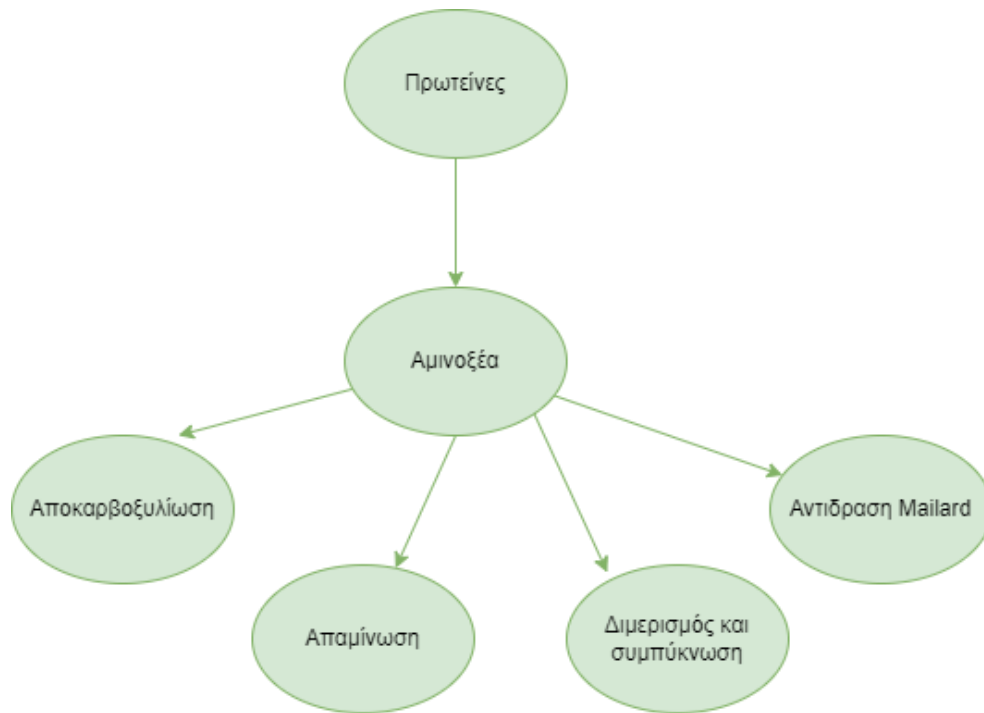 Πρωτείνες
Αμινοξέα
Αποκαρβοξυλίωση
Αντιδραση Mailard
Απαμίνωση
Διμερισμός και
συμπύκνωση